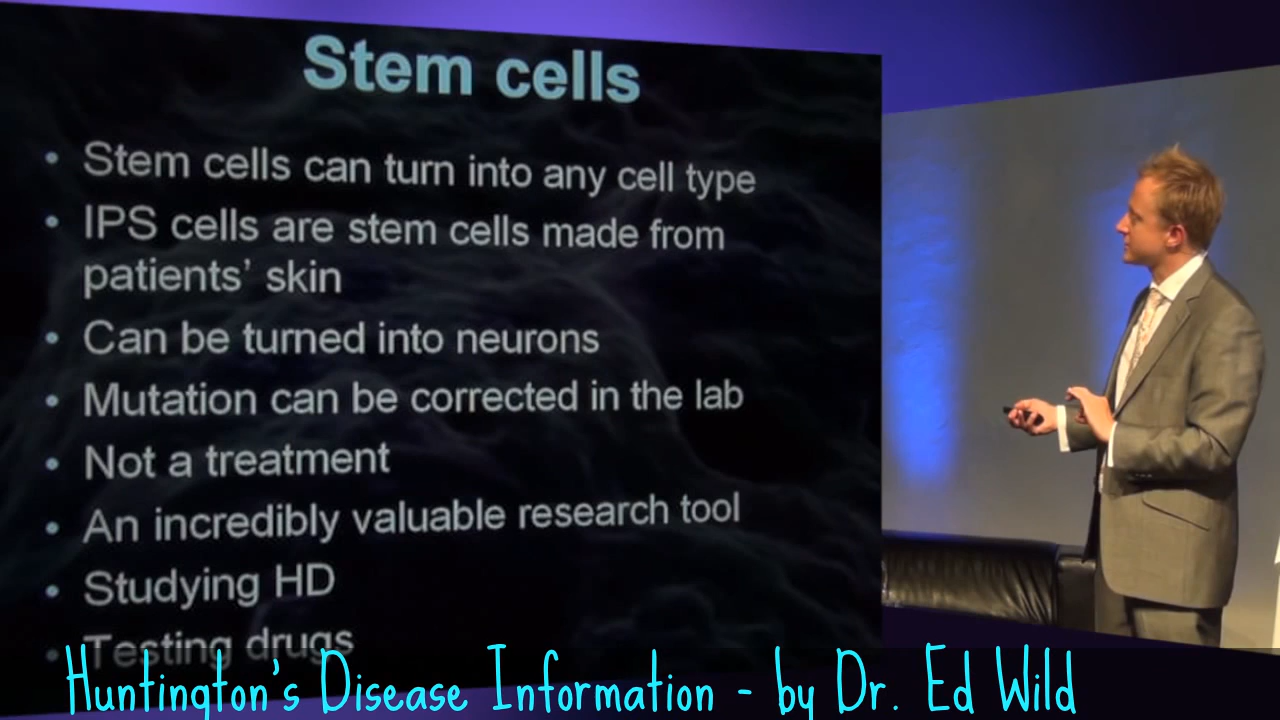 Stem cells
• Stem cells can turn into any cell type
• IPS cells are stem cells made from
patients’ skin
• Can be turned into neurons
• Mutation can be corrected in the lab
• Not a treatment
• An incredibly valuable research tool
• Studying HD
• Testing drugs
Huntington's Disease Information - by Dr. Ed Wild